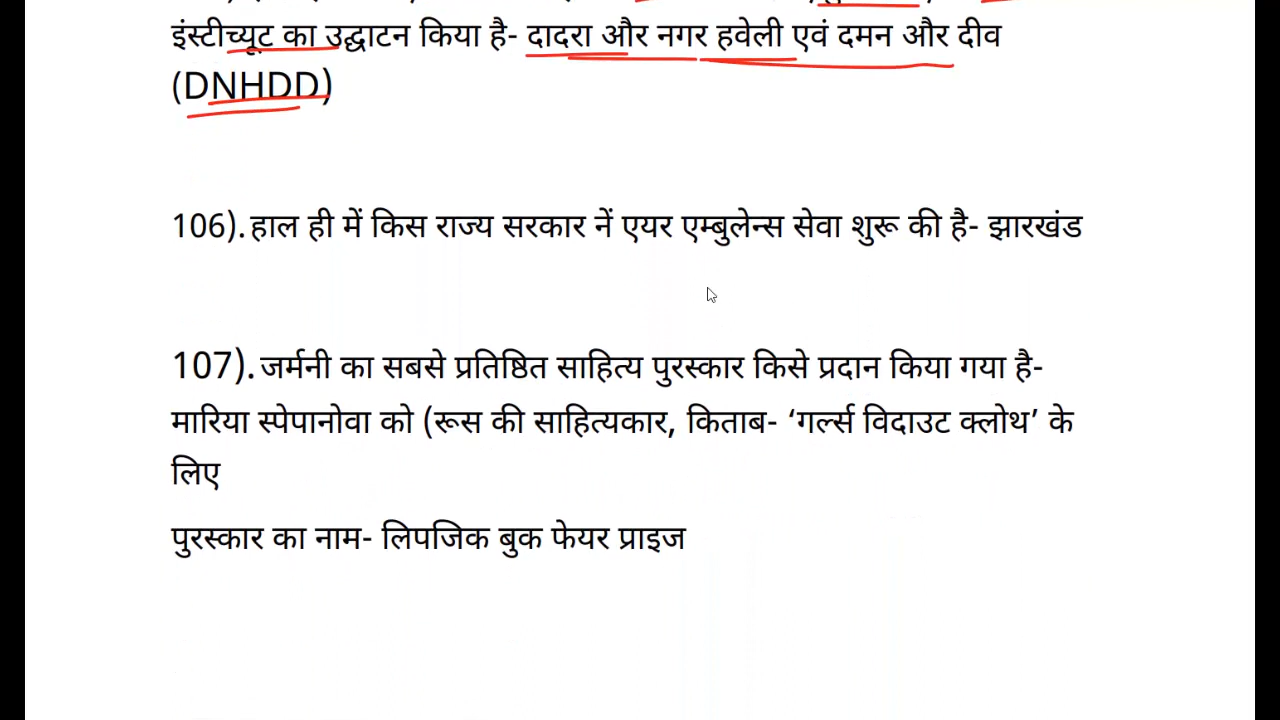 इंस्टीच्यूट का उद्घाटन किया है- दादरा और नगर हवेली एवं दमन और दीव
(DNHDD)
106). हाल ही में किस राज्य सरकार नें एयर एम्बुलेन्स सेवा शुरू की है- झारखंड
107). जर्मनी का सबसे प्रतिष्ठित साहित्य पुरस्कार किसे प्रदान किया गया है-
मारिया स्पेपानोवा को (रूस की साहित्यकार, किताब- ‘गर्ल्स विदाउट क्लोथ’ के
लिए
पुरस्कार का नाम- लिपजिक बुक फेयर प्राइज